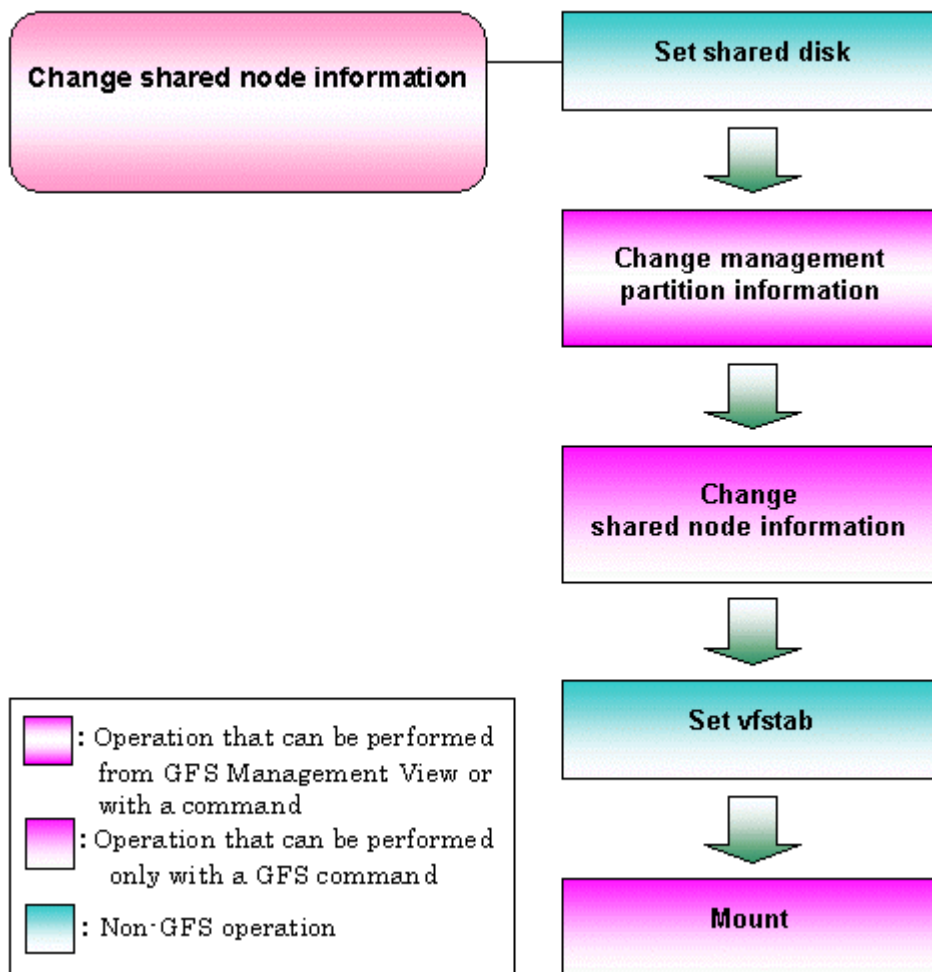 Change shared node information
Set shared disk
Change management
partition information
Change
shared node information
Set vfstab
Mount
: Operation that can be performed
from GFS Management View or
with a command
: Operation that can be performed
only with a GFS command
: Non-GFS operation